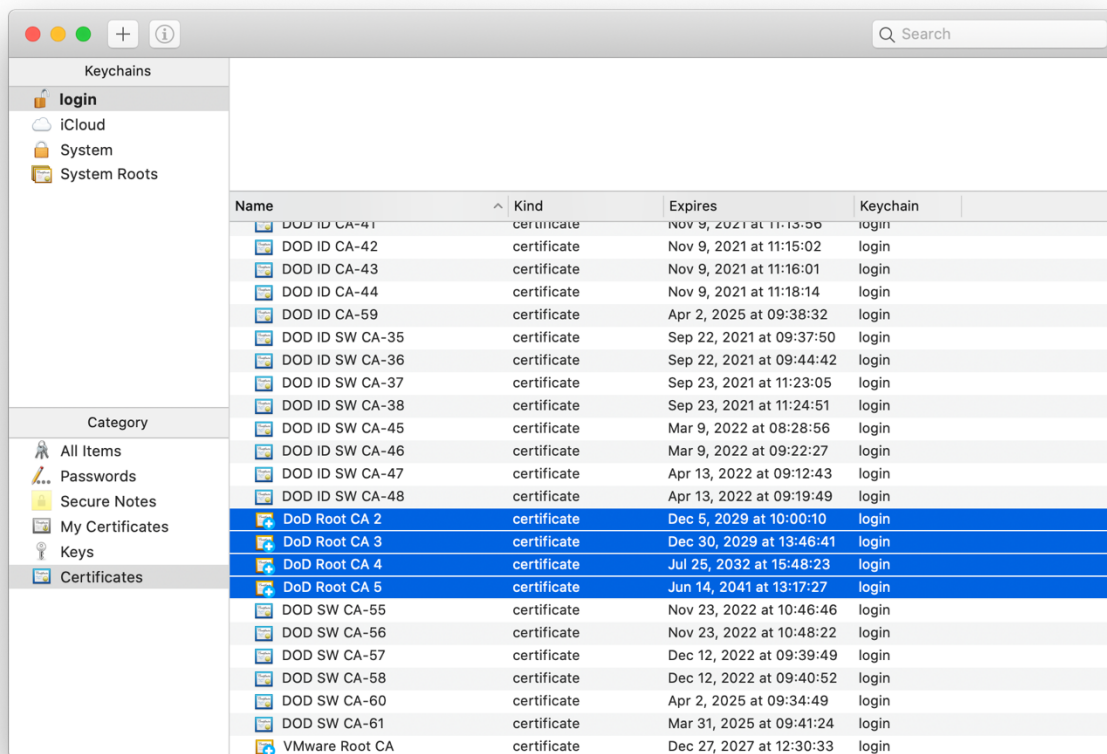 Search
Keychains
login
iCloud
System
System Roots
Name Kind Expires Keychain
DOD ID CA-41 certificate Nov 9, 2021 at 11:13:56 login
DOD ID CA-42 certificate Nov 9, 2021 at 11:15:02 login
DOD ID CA-43 certificate Nov 9, 2021 at 11:16:01 login
DOD ID CA-44 certificate Nov 9, 2021 at 11:18:14 login
DOD ID CA-59 certificate Apr 2, 2025 at 09:38:32 login
DOD ID SW CA-35 certificate Sep 22, 2021 at 09:37:50 login
DOD ID SW CA-36 certificate Sep 22, 2021 at 09:44:42 login
DOD ID SW CA-37 certificate Sep 23, 2021 at 11:23:05 login
DOD ID SW CA-38 certificate Sep 23, 2021 at 11:24:51 login
DOD ID SW CA-45 certificate Mar 9, 2022 at 08:28:56 login
DOD ID SW CA-46 certificate Mar 9, 2022 at 09:22:27 login
DOD ID SW CA-47 certificate Apr 13, 2022 at 09:12:43 login
DOD ID SW CA-48 certificate Apr 13, 2022 at 09:19:49 login
DoD Root CA 2 certificate Dec 5, 2029 at 10:00:10 login
DoD Root CA 3 certificate Dec 30, 2029 at 13:46:41 login
DoD Root CA 4 certificate Jul 25, 2032 at 15:48:23 login
DoD Root CA 5 certificate Jun 14, 2041 at 13:17:27 login
DOD SW CA-55 certificate Nov 23, 2022 at 10:46:46 login
DOD SW CA-56 certificate Nov 23, 2022 at 10:48:22 login
DOD SW CA-57 certificate Dec 12, 2022 at 09:39:49 login
DOD SW CA-58 certificate Dec 12, 2022 at 09:40:52 login
DOD SW CA-60 certificate Apr 2, 2025 at 09:34:49 login
DOD SW CA-61 certificate Mar 31, 2025 at 09:41:24 login
VMware Root CA certificate Dec 27, 2027 at 12:30:33 login
Category
All Items
Passwords
Secure Notes
My Certificates
Keys
Certificates